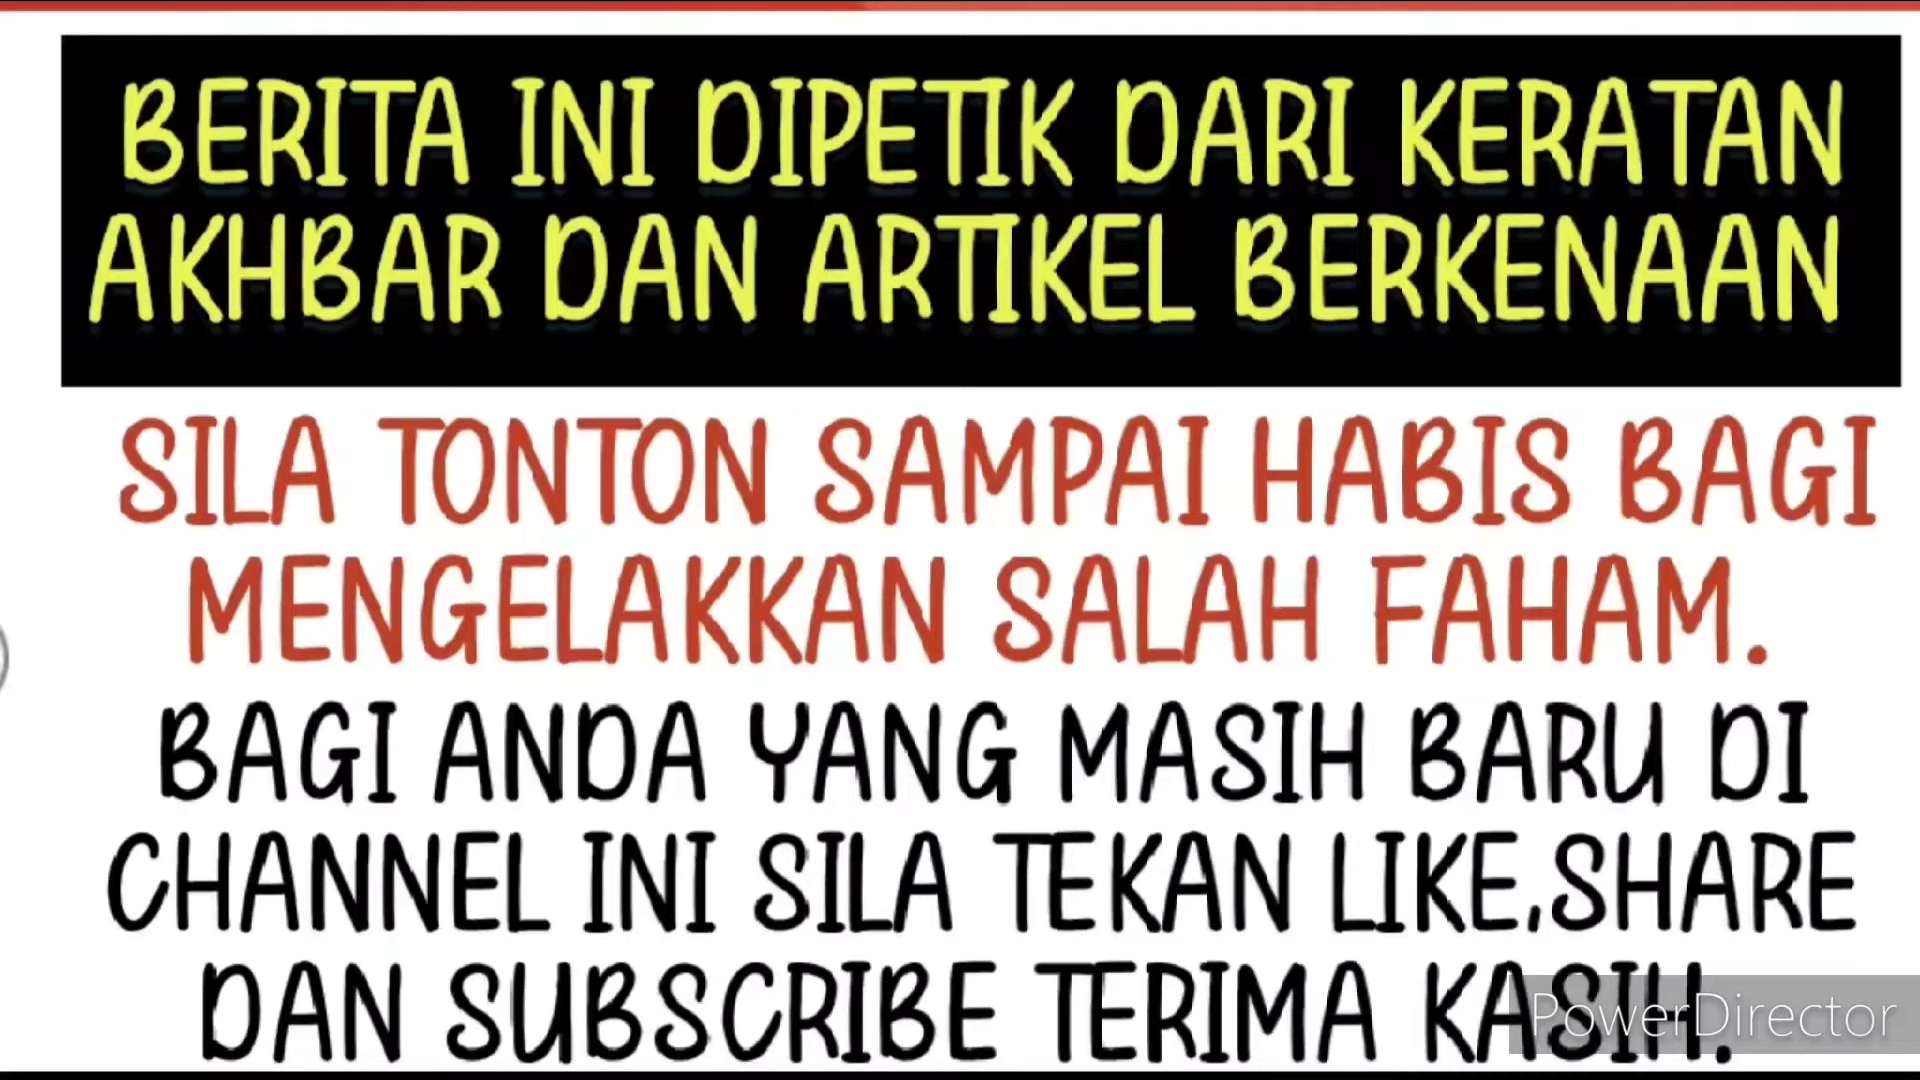 BERITA INI DIPETIK DARI KERATAN
AKHBAR DAN ARTIKEL BERKENAAN
SILA TONTON SAMPAI HABIS BAGI
MENGELAKKAN SALAH FAHAM.
BAGI ANDA YANG MASIH BARU DI
CHANNEL INI SILA TEKAN LIKE,SHARE
DAN SUBSCRIBE TERIMA KASIH.
PowerDirector